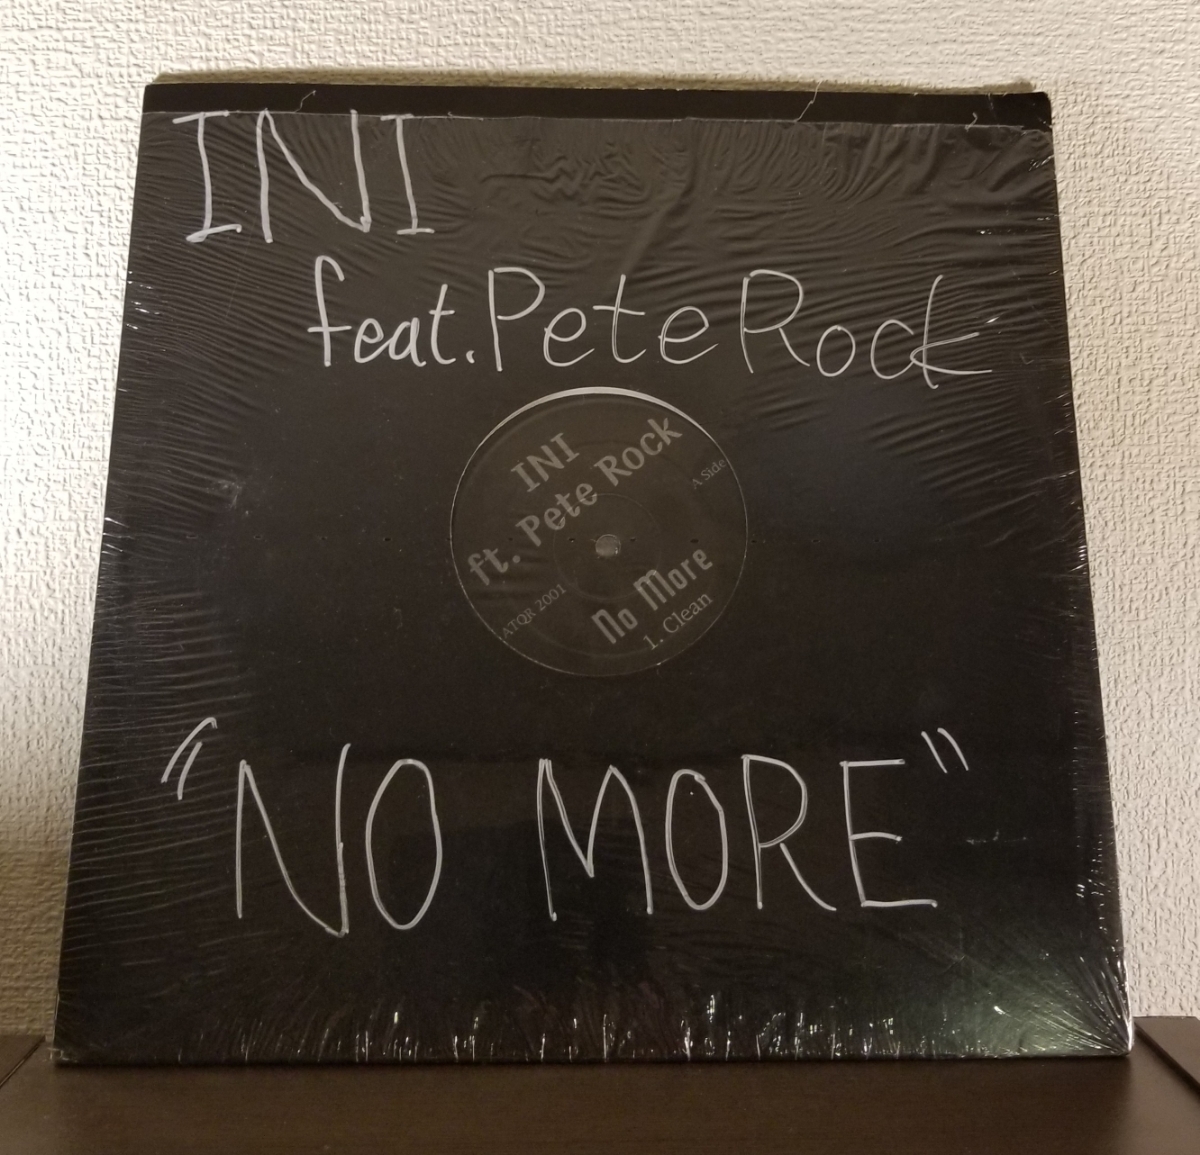 INI
feat. Pete Rock
INI
ft. Pete Rock
A Side
ATQR 2001
No More
1. Clean
"NO MORE"